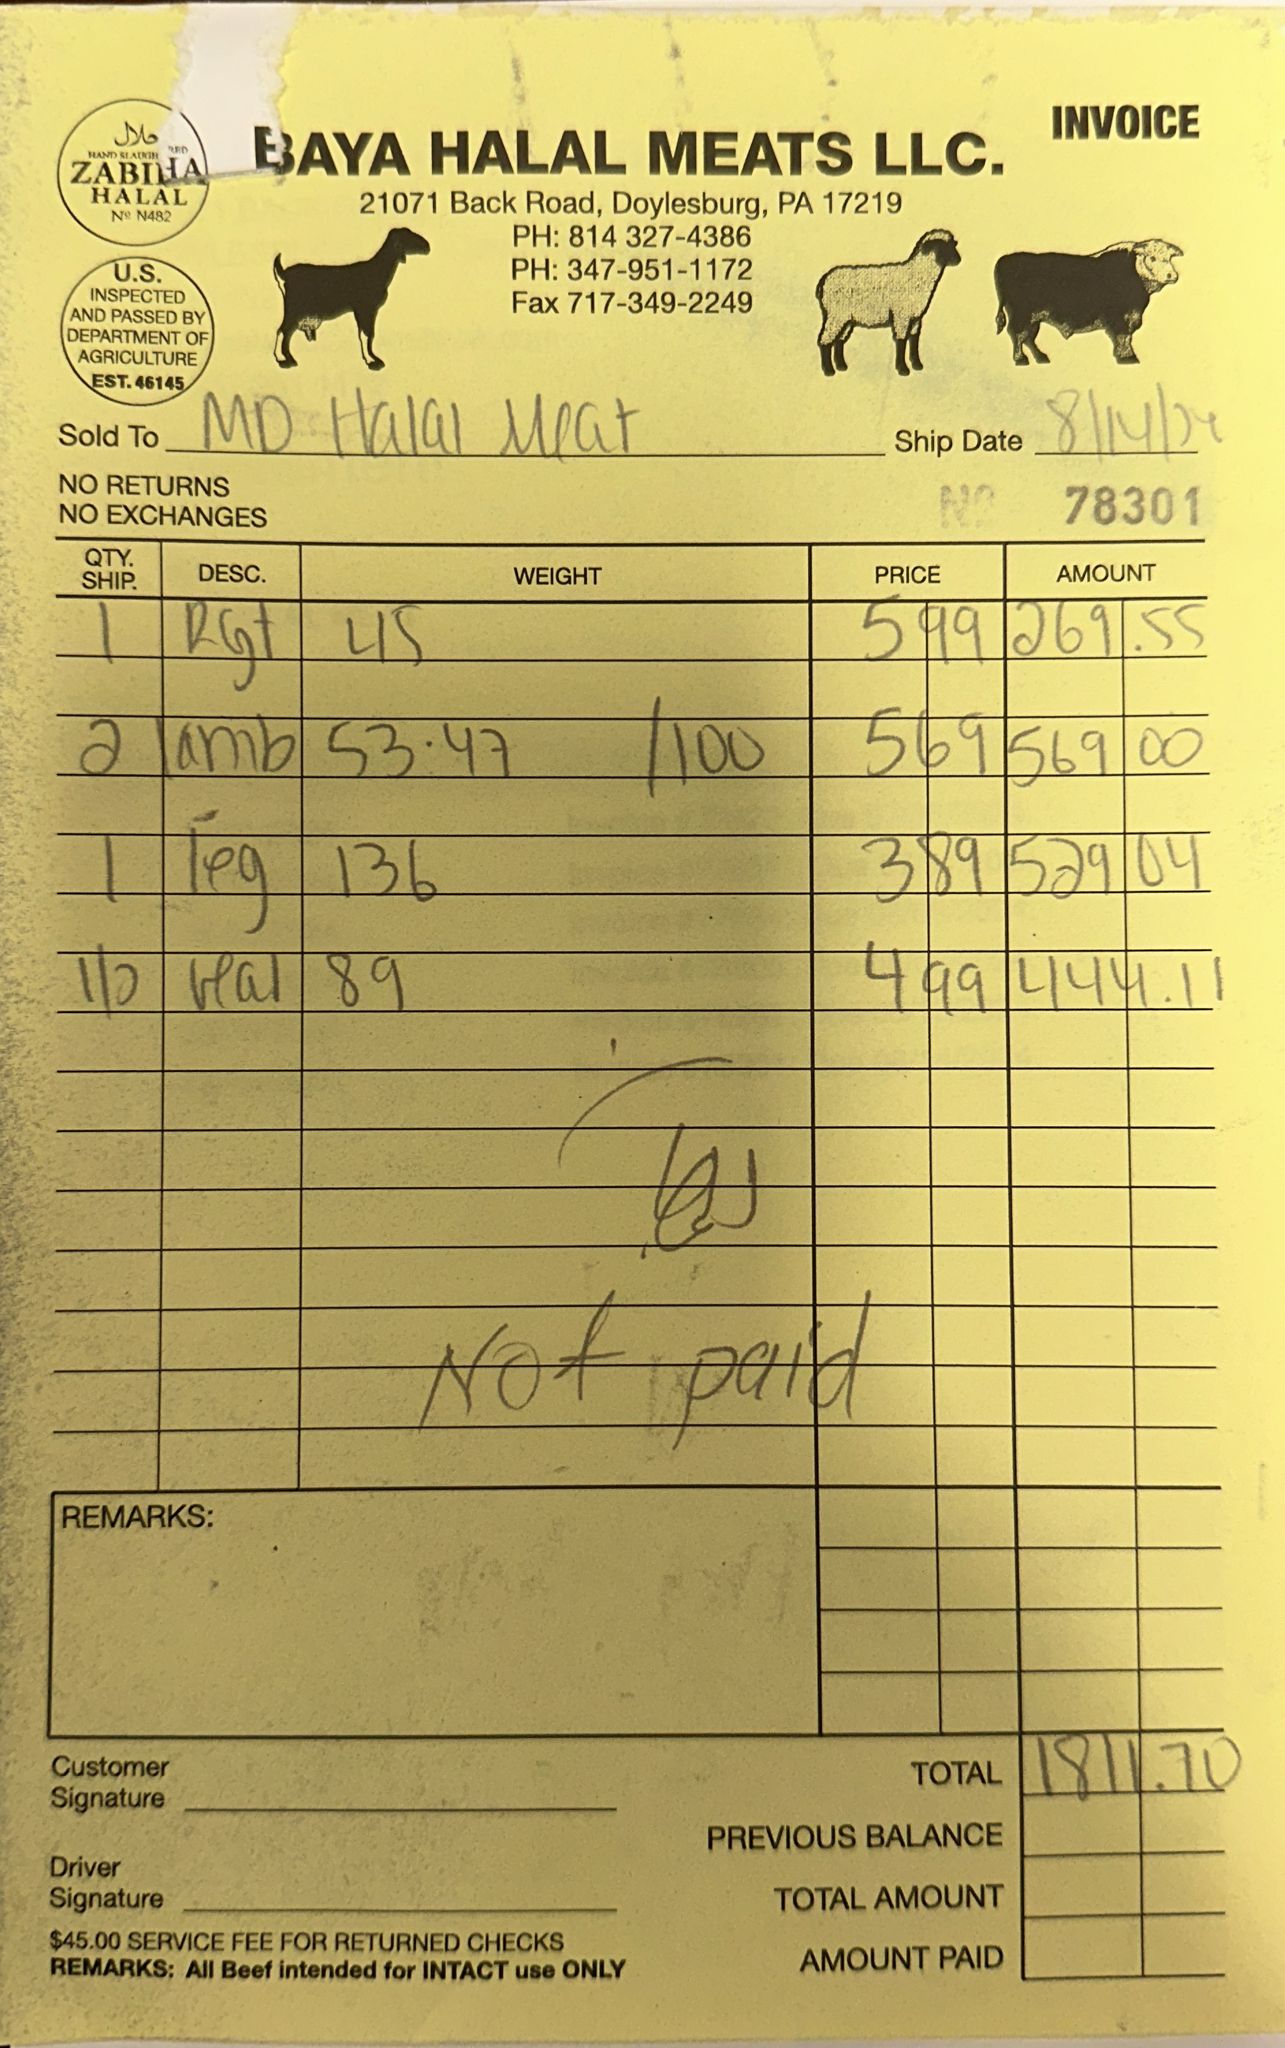 INVOICE
BAYA HALAL MEATS LLC.
21071 Back Road, Doylesburg, PA 17219
PH: 814 327-4386
PH: 347-951-1172
Fax 717-349-2249
حلال
HAND SLAUGH RED
ZABIHA
HALAL
Nº N482
U.S.
INSPECTED
AND PASSED BY
DEPARTMENT OF
AGRICULTURE
EST. 46145
Sold To MD Halal Meat Ship Date 8/14/24
NO RETURNS
NO EXCHANGES
Nº 78301
QTY. SHIP. DESC. WEIGHT PRICE AMOUNT
1 Rgt 45 5 99 269.55
2 lamb 53.47 /100 5 69 569 00
1 leg 136 3 89 529 04
veal 89 4 99 444.11
Not paid
REMARKS:
Customer
Signature
TOTAL 1811.70
PREVIOUS BALANCE
Driver
Signature
TOTAL AMOUNT
AMOUNT PAID
$45.00 SERVICE FEE FOR RETURNED CHECKS
REMARKS: All Beef intended for INTACT use ONLY